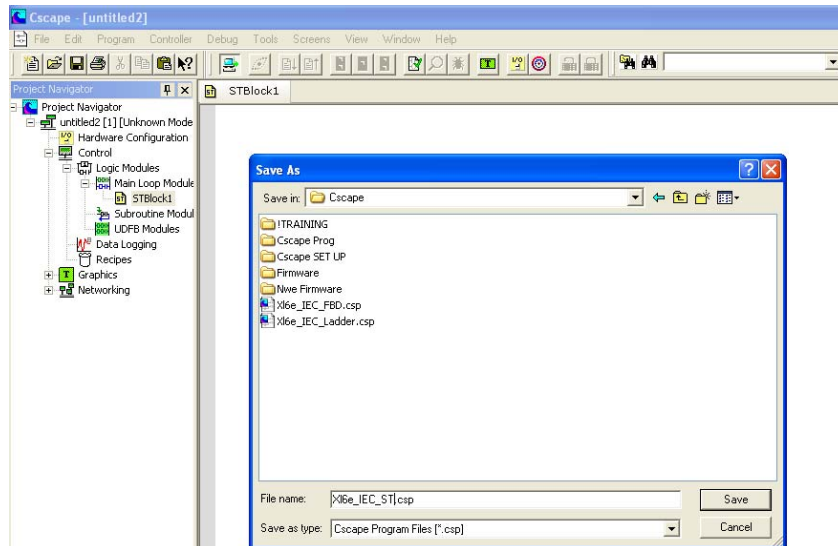 Cscape - [untitled2]
File Edit Program Controller Debug Tools Screens View Window Help
Project Navigator
STBlock1
Project Navigator
untitled2 [1] [Unknown Mode
Hardware Configuration
Control
Logic Modules
Main Loop Module
STBlock1
Subroutine Modul
UDFB Modules
Data Logging
Recipes
Graphics
Networking
Save As
Save in: Cscape
!TRAINING
Cscape Prog
Cscape SET UP
Firmware
Nwe Firmware
Xl6e_IEC_FBD.csp
Xl6e_IEC_Ladder.csp
File name: Xl6e_IEC_ST.csp
Save
Save as type: Cscape Program Files [*.csp]
Cancel